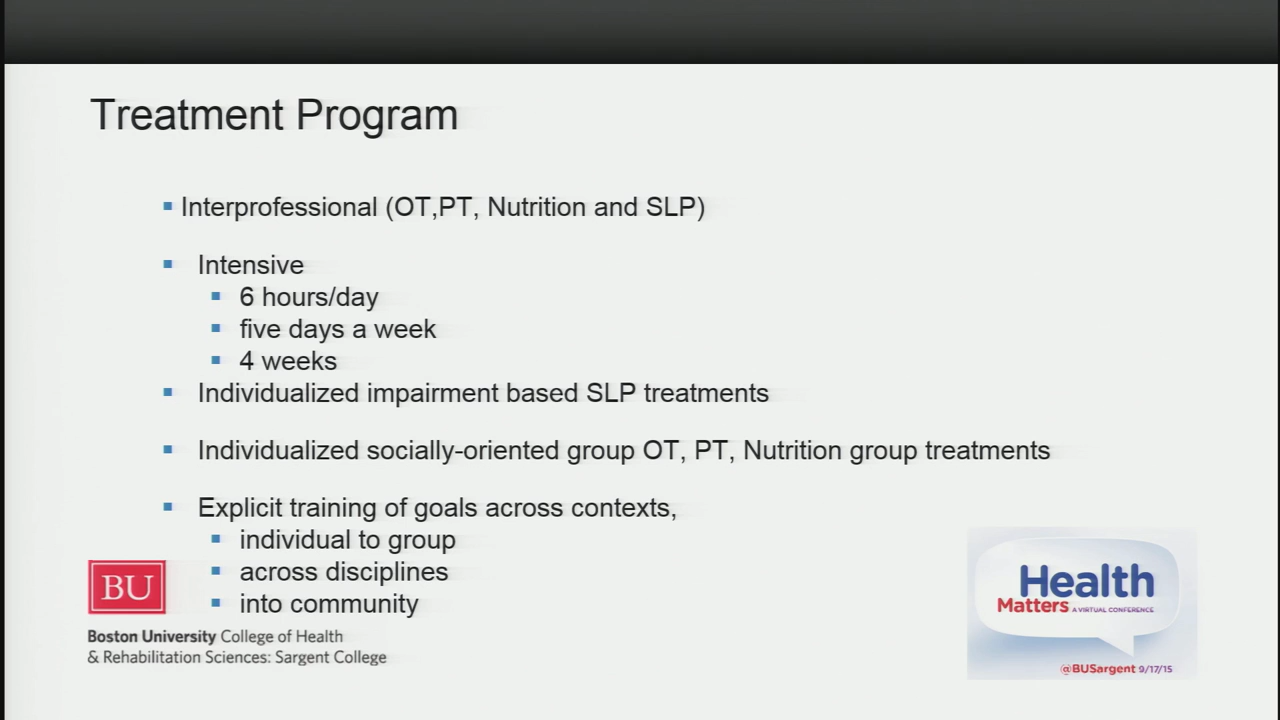 Treatment Program
Interprofessional (OT,PT, Nutrition and SLP)
Intensive
6 hours/day
five days a week
4 weeks
Individualized impairment based SLP treatments
Individualized socially-oriented group OT, PT, Nutrition group treatments
Explicit training of goals across contexts,
individual to group
across disciplines
into community
BU
Boston University College of Health
& Rehabilitation Sciences: Sargent College
Health
Matters A VIRTUAL CONFERENCE
@BUSargent 9/17/15